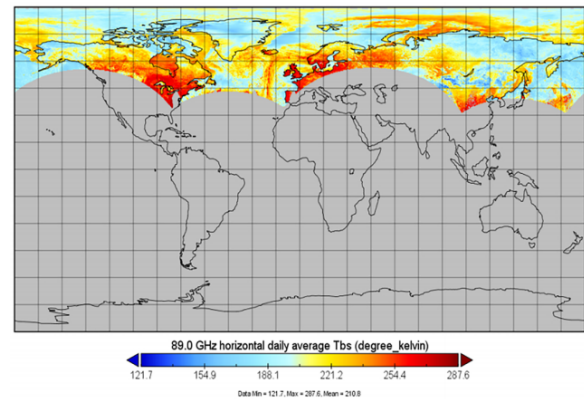 89.0 GHz horizontal daily average Tbs (degree_kelvin)
121.7 154.9 188.1 221.2 254.4 287.6
Data Min = 121.7, Max = 287.6, Mean = 210.8